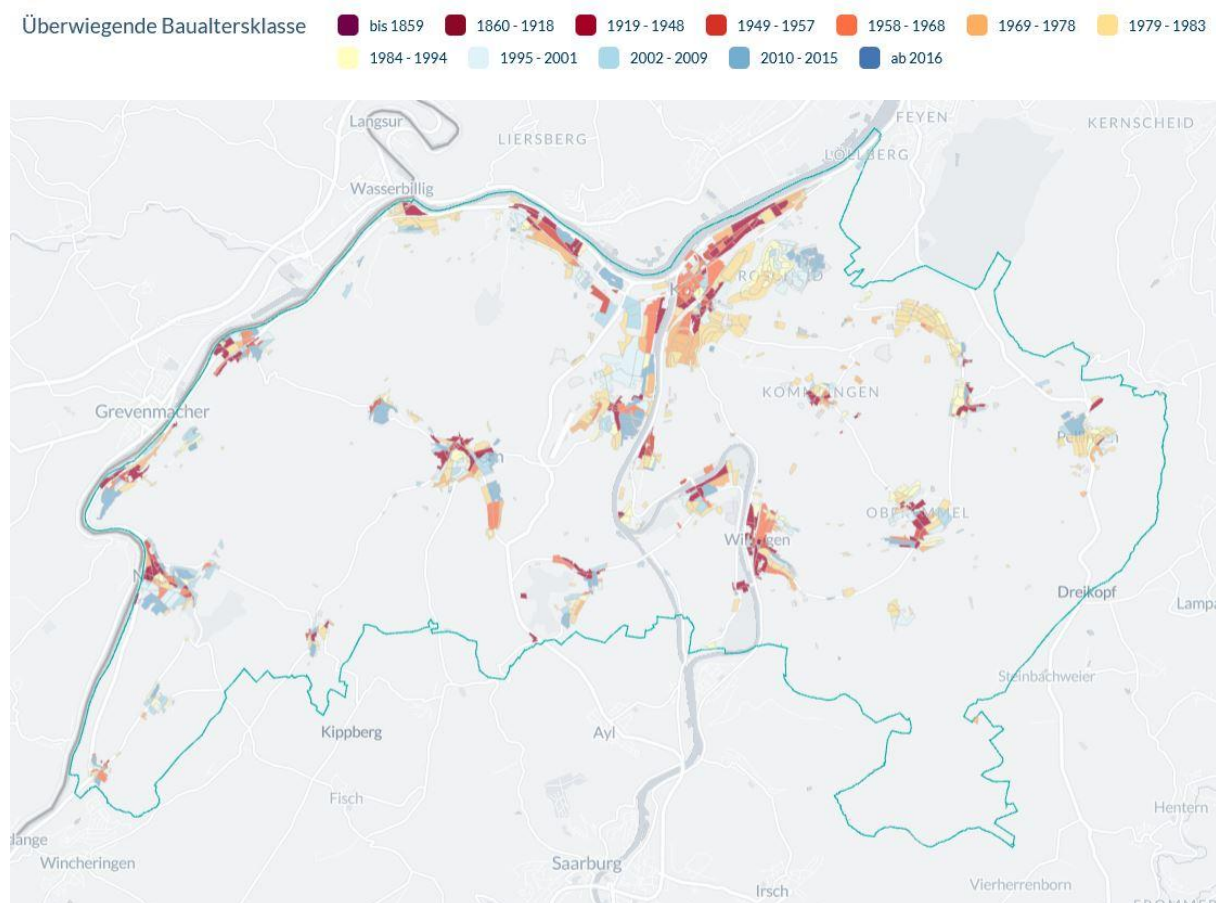 Überwiegende Baualtersklasse
bis 1859
1860 - 1918
1919 - 1948
1949 - 1957
1958 - 1968
1969 - 1978
1979 - 1983
1984 - 1994
1995 - 2001
2002 - 2009
2010 - 2015
ab 2016
FEYEN
Langsur
KERNSCHEID
LIERSBERG
LÖLLBERG
Wasserbillig
Grevenmacher
Dreikopf
Lampa
Steinbachweier
Kippberg
Ayl
Fisch
Hentern
Wincheringen
Saarburg
Irsch
Vierherrenborn